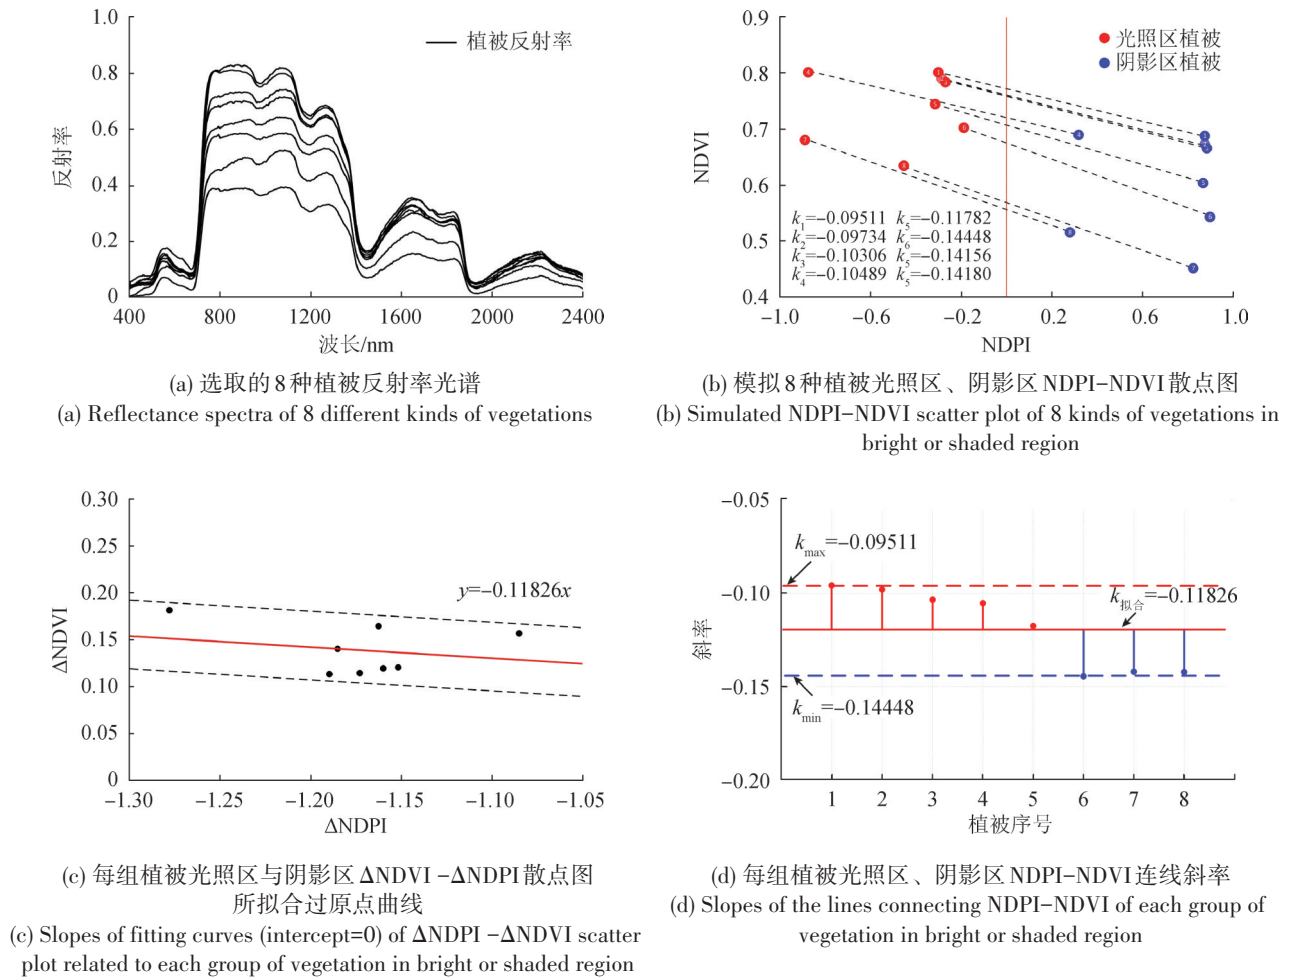 1.0
0.8
0.6
0.4
0.2
0
反射率
植被反射率
400
800
1200
1600
2000
2400
波长/nm
(a) 选取的8种植被反射率光谱
(a) Reflectance spectra of 8 different kinds of vegetations
0.9
0.8
0.7
0.6
0.5
0.4
NDVI
光照区植被
阴影区植被
k1=-0.09511 k5=-0.11782
k2=-0.09734 k6=-0.14448
k3=-0.10306 k5=-0.14156
k4=-0.10489 k5=-0.14180
-1.0
-0.6
-0.2
0.2
0.6
1.0
NDPI
(b) 模拟8种植被光照区、阴影区NDPI-NDVI散点图
(b) Simulated NDPI-NDVI scatter plot of 8 kinds of vegetations in
bright or shaded region
0.30
0.25
0.20
0.15
0.10
0.05
0
ΔNDVI
y=-0.11826x
-1.30
-1.25
-1.20
-1.15
-1.10
-1.05
ΔNDPI
(c) 每组植被光照区与阴影区ΔNDVI-ΔNDPI散点图
所拟合过原点曲线
(c) Slopes of fitting curves (intercept=0) of ΔNDPI-ΔNDVI scatter
plot related to each group of vegetation in bright or shaded region
-0.05
-0.10
-0.15
-0.20
斜率
kmax=-0.09511
k拟合=-0.11826
kmin=-0.14448
1
2
3
4
5
6
7
8
植被序号
(d) 每组植被光照区、阴影区NDPI-NDVI连线斜率
(d) Slopes of the lines connecting NDPI-NDVI of each group of
vegetation in bright or shaded region